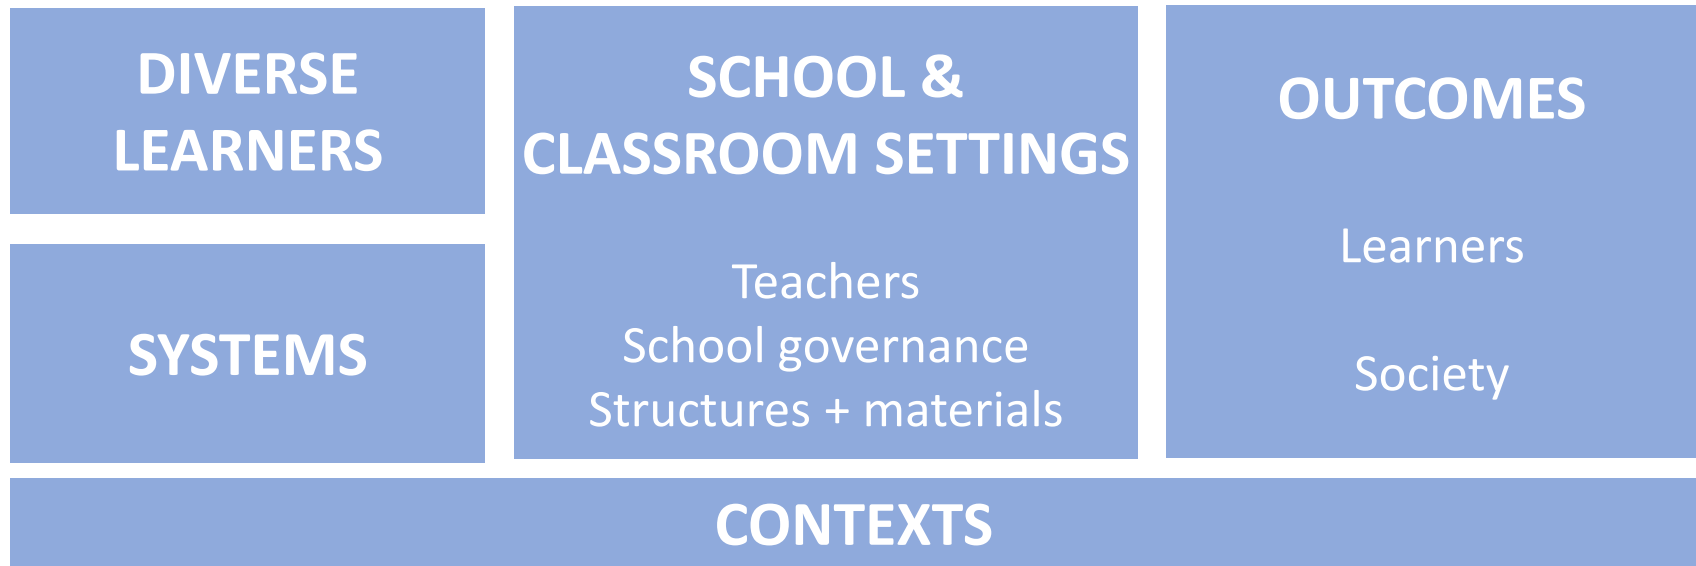 DIVERSE
LEARNERS
SYSTEMS
SCHOOL &
CLASSROOM SETTINGS
Teachers
School governance
Structures + materials
OUTCOMES
Learners
Society
CONTEXTS